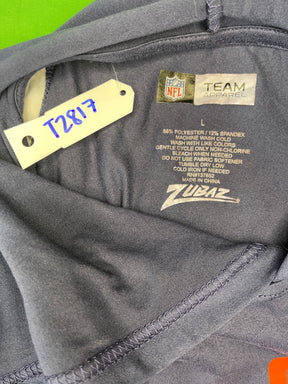 NFL
TEAM
APPAREL
T2817
L
88% POLYESTER / 12% SPANDEX
MACHINE WASH COLD
WASH WITH LIKE COLORS
GENTLE CYCLE ONLY NON-CHLORINE
BLEACH WHEN NEEDED
DO NOT USE FABRIC SOFTENER
TUMBLE DRY LOW
COLD IRON IF NEEDED
MADE IN CHINA
ZUBAZ